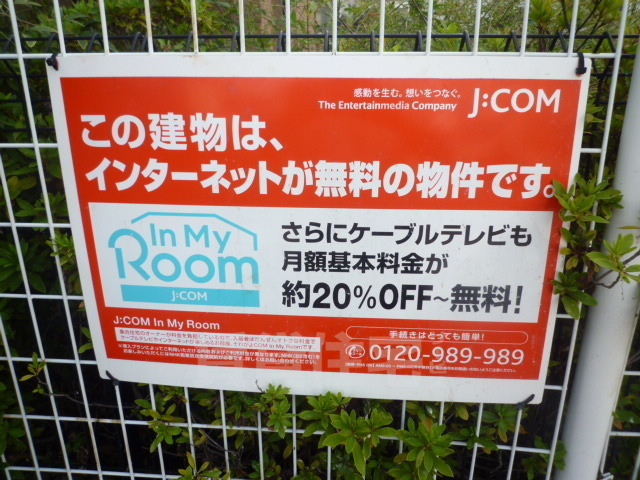 感動を生む。想いをつなぐ。
The Entertainmedia Company
J:COM
この建物は、
インターネットが無料の物件です。
In My
Room
J:COM
さらにケーブルテレビも
月額基本料金が
約20%OFF~無料!
J:COM In My Room
手続きはとっても簡単!
0120-989-989